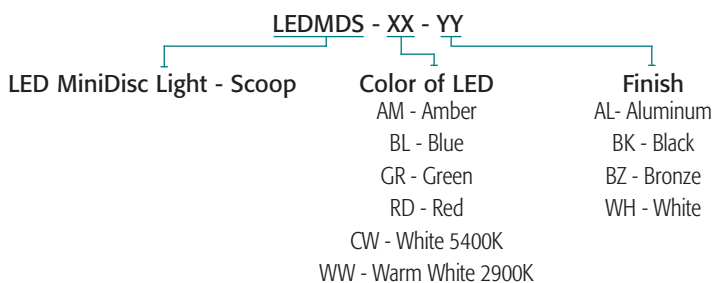 LEDMDS - XX - YY
LED MiniDisc Light - Scoop
Color of LED
AM - Amber
BL - Blue
GR - Green
RD - Red
CW - White 5400K
WW - Warm White 2900K
Finish
AL- Aluminum
BK - Black
BZ - Bronze
WH - White